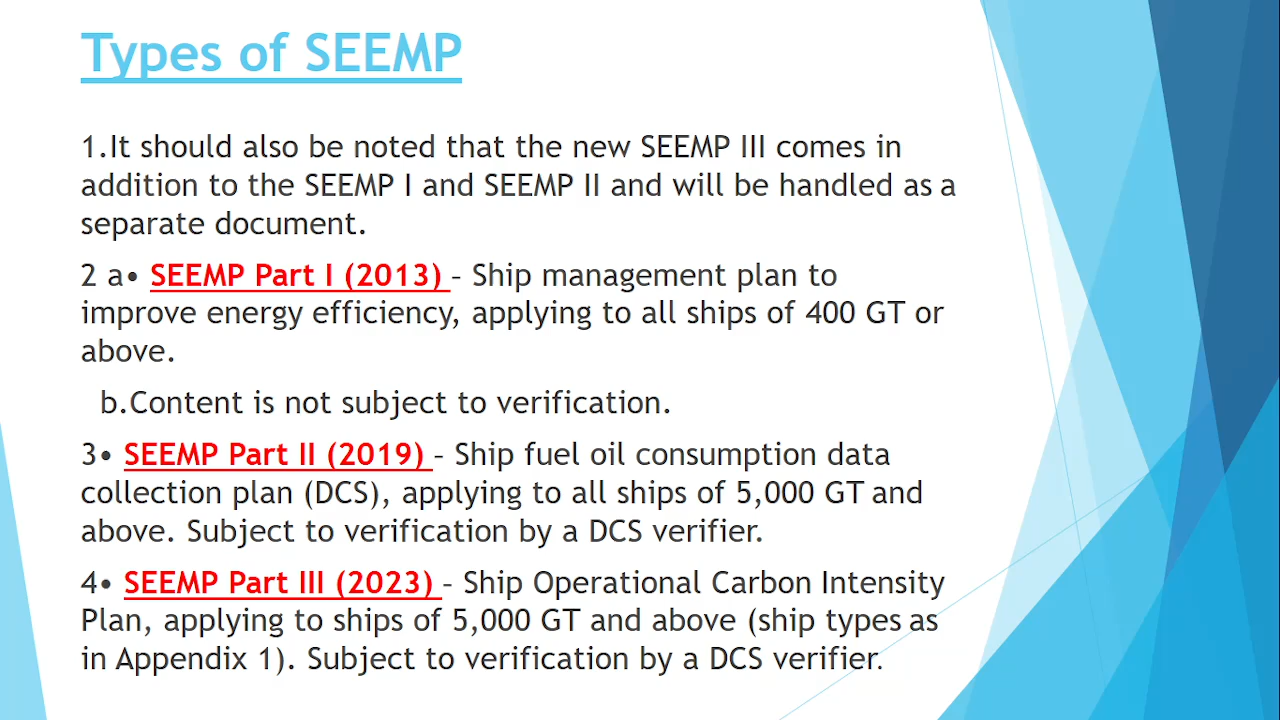 Types of SEEMP
1.It should also be noted that the new SEEMP III comes in
addition to the SEEMP I and SEEMP II and will be handled as a
separate document.
2 a• SEEMP Part I (2013) – Ship management plan to
improve energy efficiency, applying to all ships of 400 GT or
above.
b.Content is not subject to verification.
3• SEEMP Part II (2019) – Ship fuel oil consumption data
collection plan (DCS), applying to all ships of 5,000 GT and
above. Subject to verification by a DCS verifier.
4• SEEMP Part III (2023) – Ship Operational Carbon Intensity
Plan, applying to ships of 5,000 GT and above (ship types as
in Appendix 1). Subject to verification by a DCS verifier.